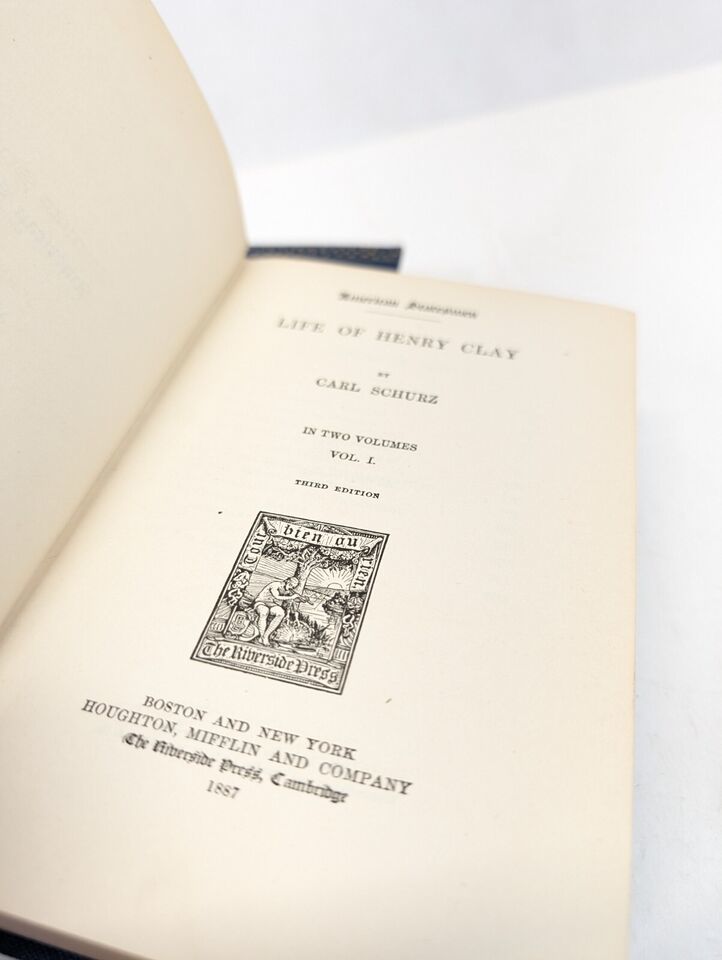 American Statesmen
LIFE OF HENRY CLAY
BY
CARL SCHURZ
IN TWO VOLUMES
VOL. I.
THIRD EDITION
Tout bien ou rien.
The Riverside Press
BOSTON AND NEW YORK
HOUGHTON, MIFFLIN AND COMPANY
The Riverside Press, Cambridge
1887